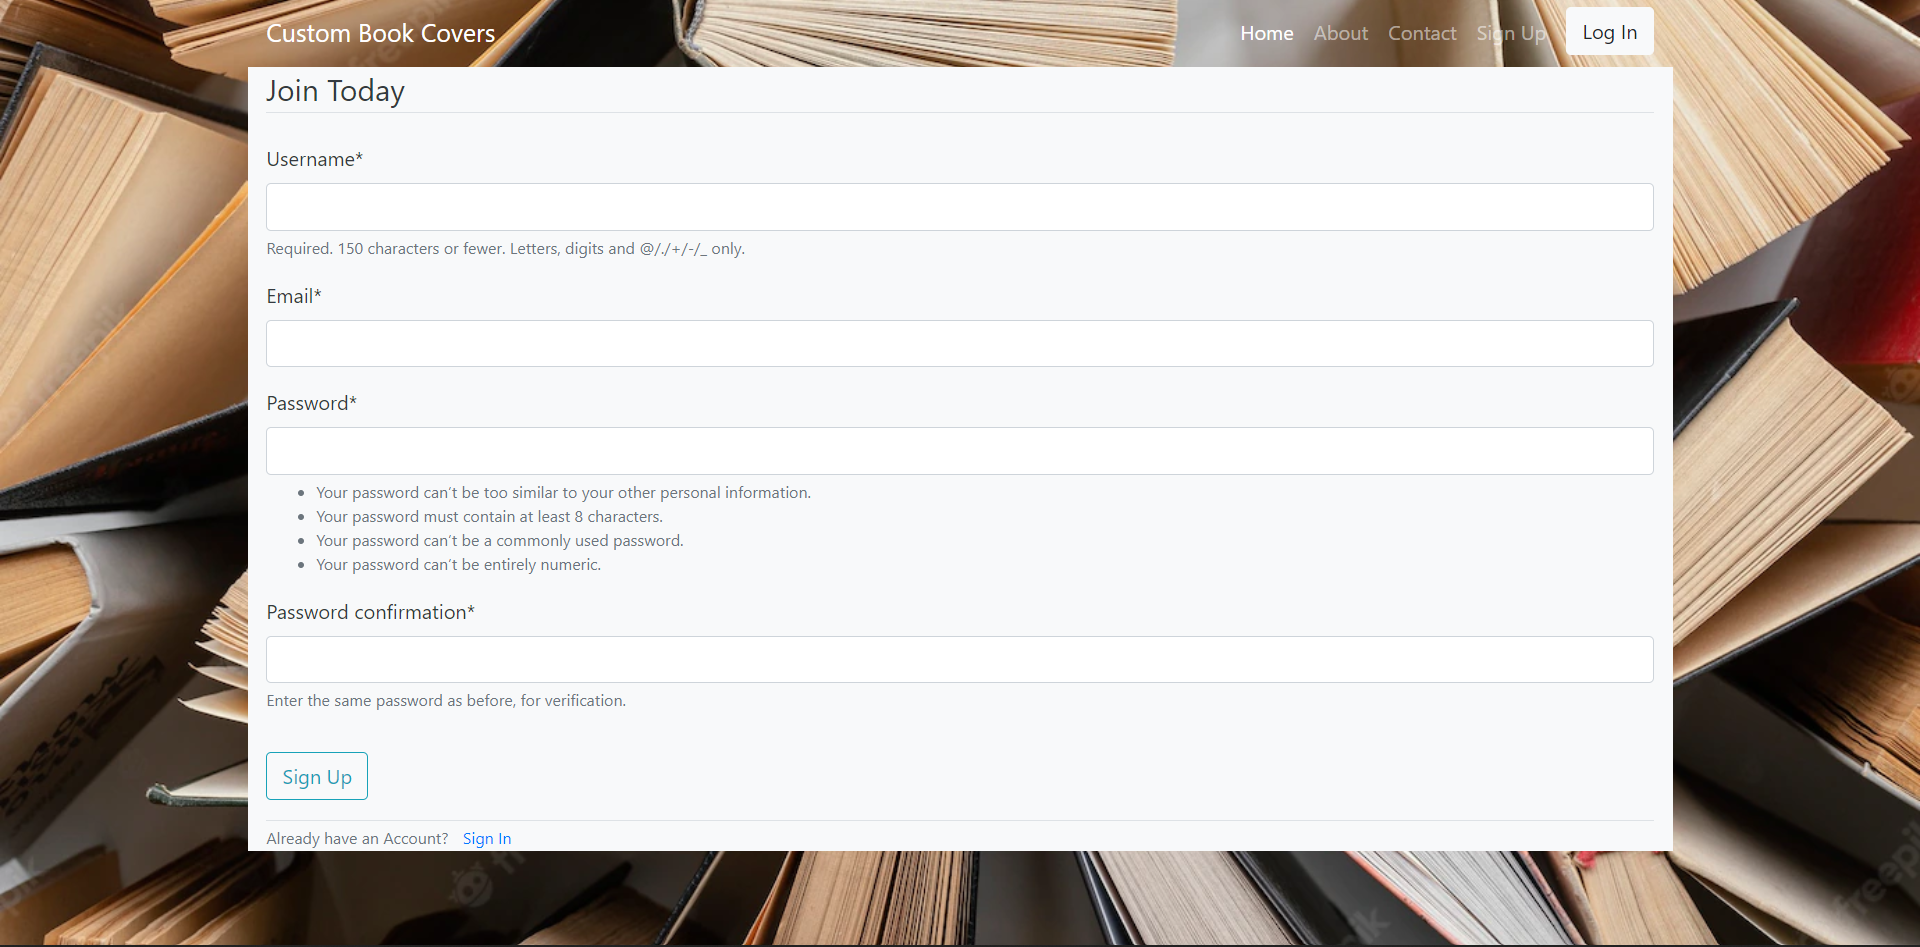 Custom Book Covers
Home About Contact Sign Up Log In
Join Today
Username*
Required. 150 characters or fewer. Letters, digits and @/./+/-/_ only.
Email*
Password*
Your password can't be too similar to your other personal information.
Your password must contain at least 8 characters.
Your password can't be a commonly used password.
Your password can't be entirely numeric.
Password confirmation*
Enter the same password as before, for verification.
Sign Up
Already have an Account? Sign In